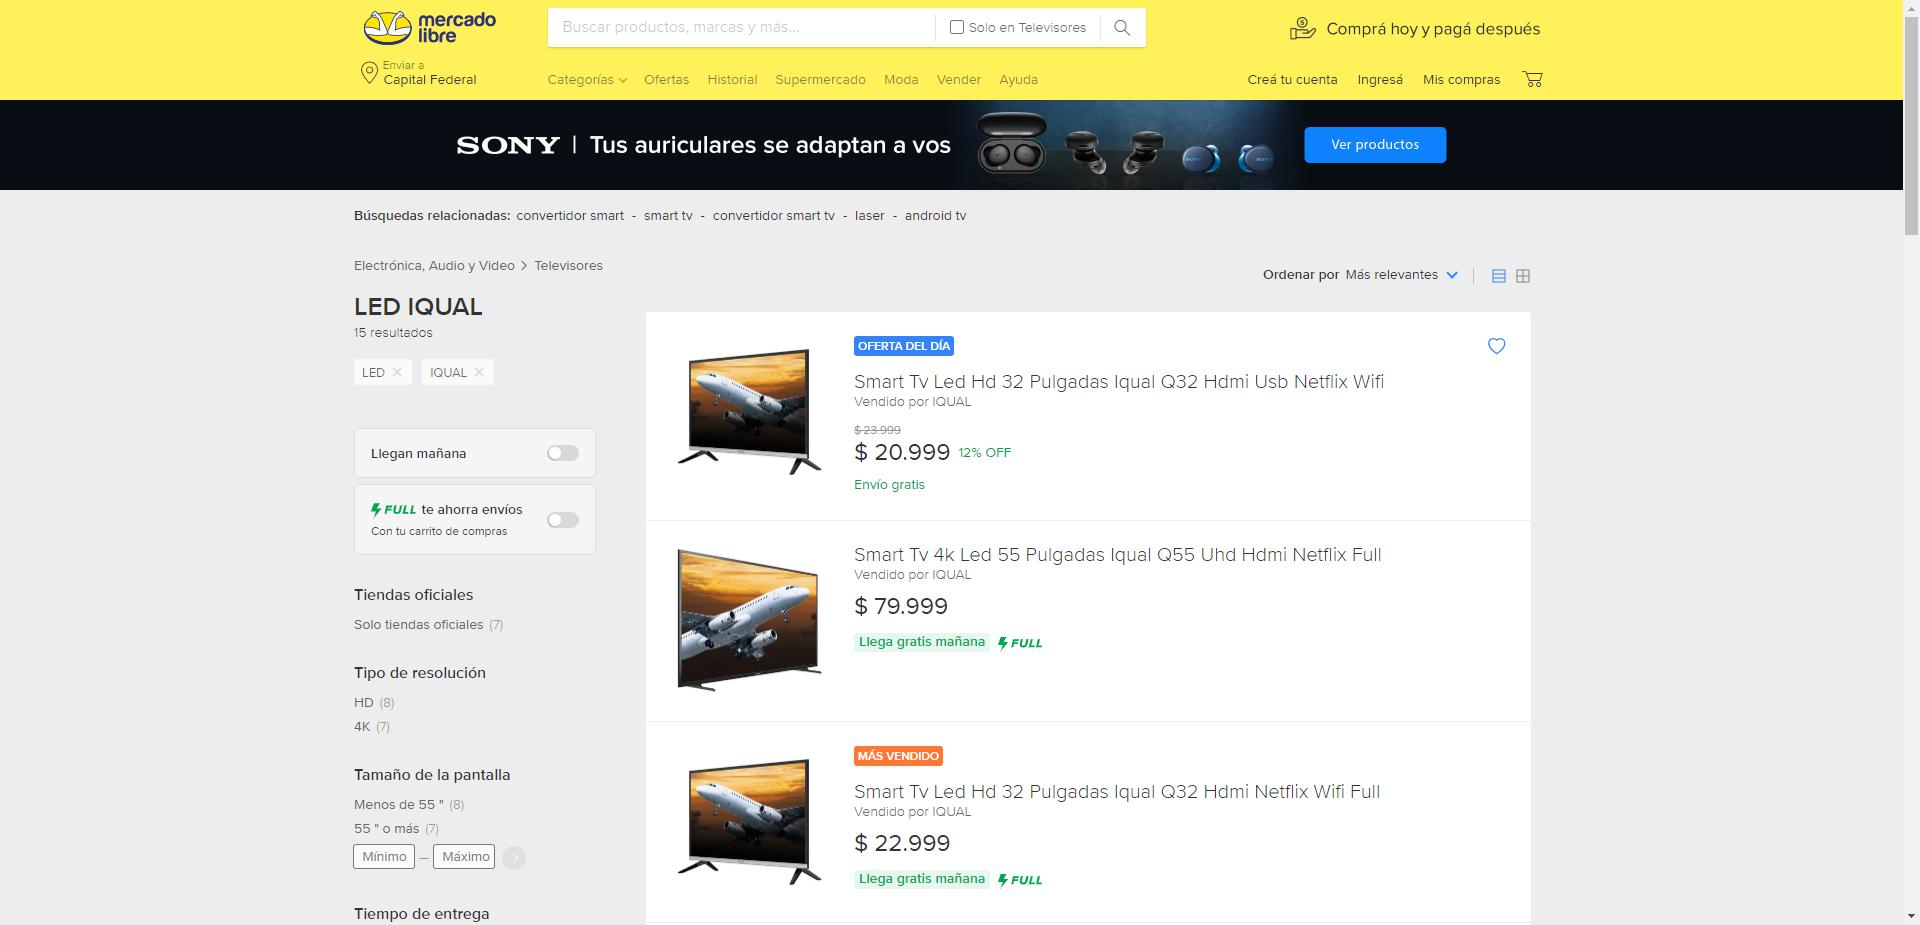 mercado libre
Buscar productos, marcas y más...
Solo en Televisores
Comprá hoy y pagá después
Enviar a
Capital Federal
Categorías Ofertas Historial Supermercado Moda Vender Ayuda
Creá tu cuenta Ingresá Mis compras
SONY | Tus auriculares se adaptan a vos
Ver productos
Búsquedas relacionadas: convertidor smart - smart tv - convertidor smart tv - laser - android tv
Electrónica, Audio y Video > Televisores
Ordenar por Más relevantes
LED IQUAL
15 resultados
LED IQUAL
Llegan mañana
FULL te ahorra envíos
Con tu carrito de compras
Tiendas oficiales
Solo tiendas oficiales (7)
Tipo de resolución
HD (8)
4K (7)
Tamaño de la pantalla
Menos de 55 " (8)
55 " o más (7)
Mínimo — Máximo
Tiempo de entrega
OFERTA DEL DÍA
Smart Tv Led Hd 32 Pulgadas Iqual Q32 Hdmi Usb Netflix Wifi
Vendido por IQUAL
$ 23.999
$ 20.999 12% OFF
Envío gratis
Smart Tv 4k Led 55 Pulgadas Iqual Q55 Uhd Hdmi Netflix Full
Vendido por IQUAL
$ 79.999
Llega gratis mañana FULL
MÁS VENDIDO
Smart Tv Led Hd 32 Pulgadas Iqual Q32 Hdmi Netflix Wifi Full
Vendido por IQUAL
$ 22.999
Llega gratis mañana FULL